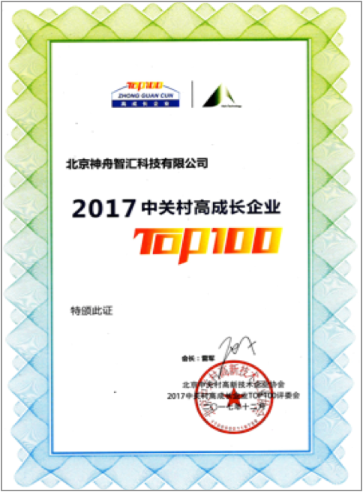 TOP100
ZHONG GUAN CUN
高成长企业
北京神舟智汇科技有限公司
2017中关村高成长企业
TOP100
特颁此证
会长：雷军
北京中关村高新技术企业协会
2017中关村高成长企业TOP100评委会
二〇一七年十二月